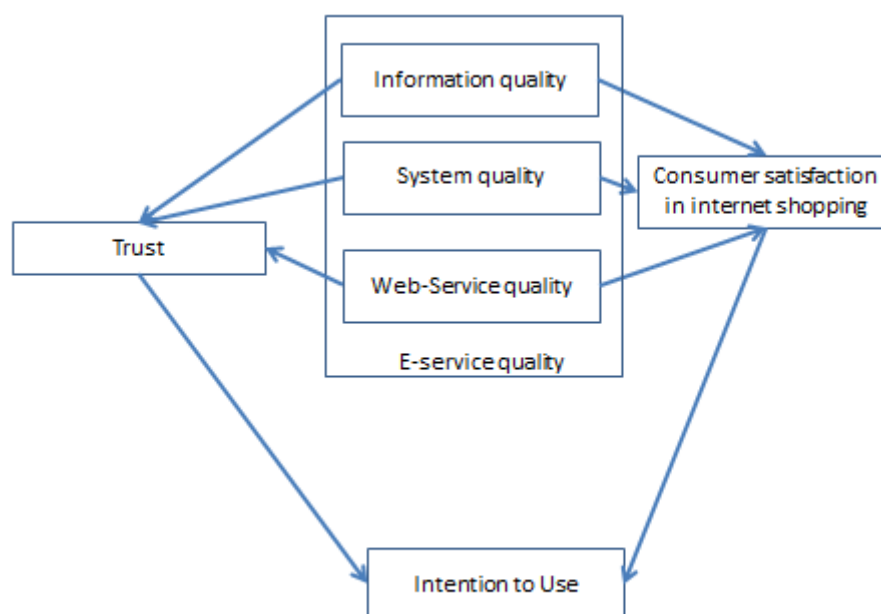 Information quality
System quality
Consumer satisfaction
in internet shopping
Trust
Web-Service quality
E-service quality
Intention to Use